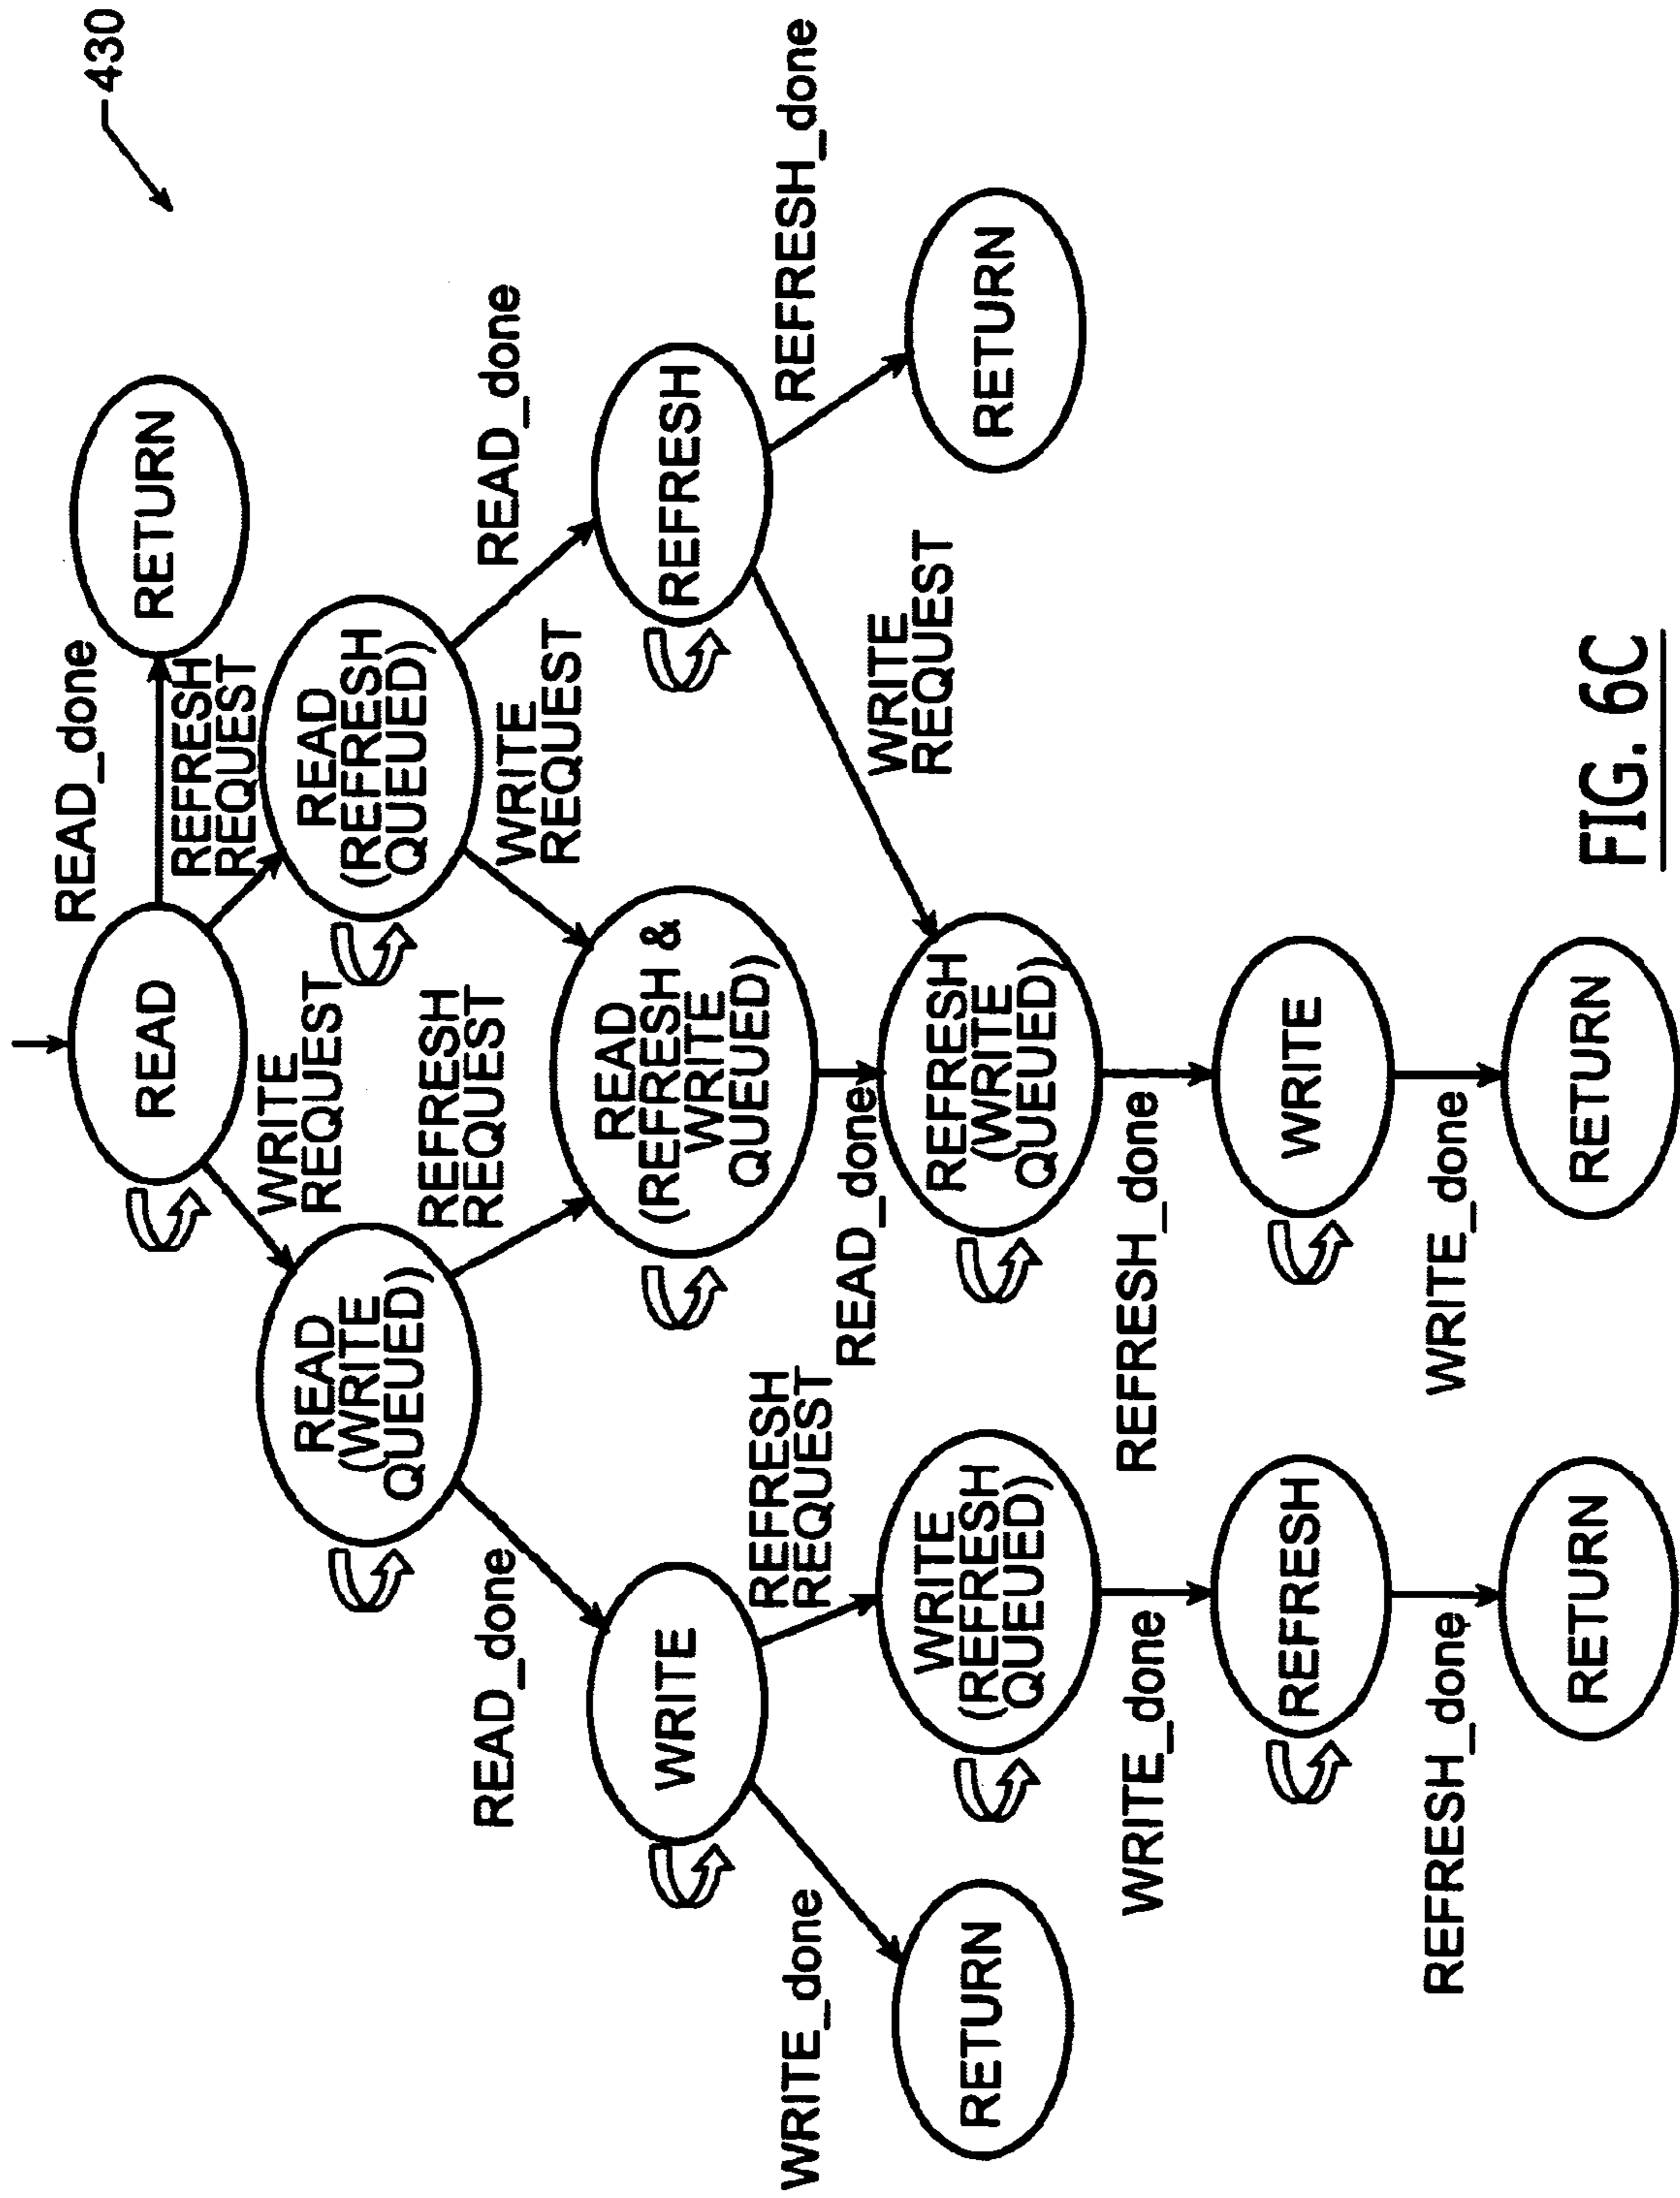 430
READ_done
READ
RETURN
REFRESH
REQUEST
WRITE
REQUEST
READ
(WRITE
QUEUED)
READ
(REFRESH
QUEUED)
REFRESH
REQUEST
WRITE
REQUEST
READ_done
READ_done
WRITE
READ
(REFRESH &
WRITE
QUEUED)
REFRESH
WRITE_done
REFRESH
REQUEST
READ_done
WRITE
REQUEST
REFRESH_done
RETURN
WRITE
(REFRESH
QUEUED)
REFRESH
(WRITE
QUEUED)
RETURN
WRITE_done
REFRESH_done
REFRESH
WRITE
REFRESH_done
WRITE_done
RETURN
RETURN
FIG. 6C